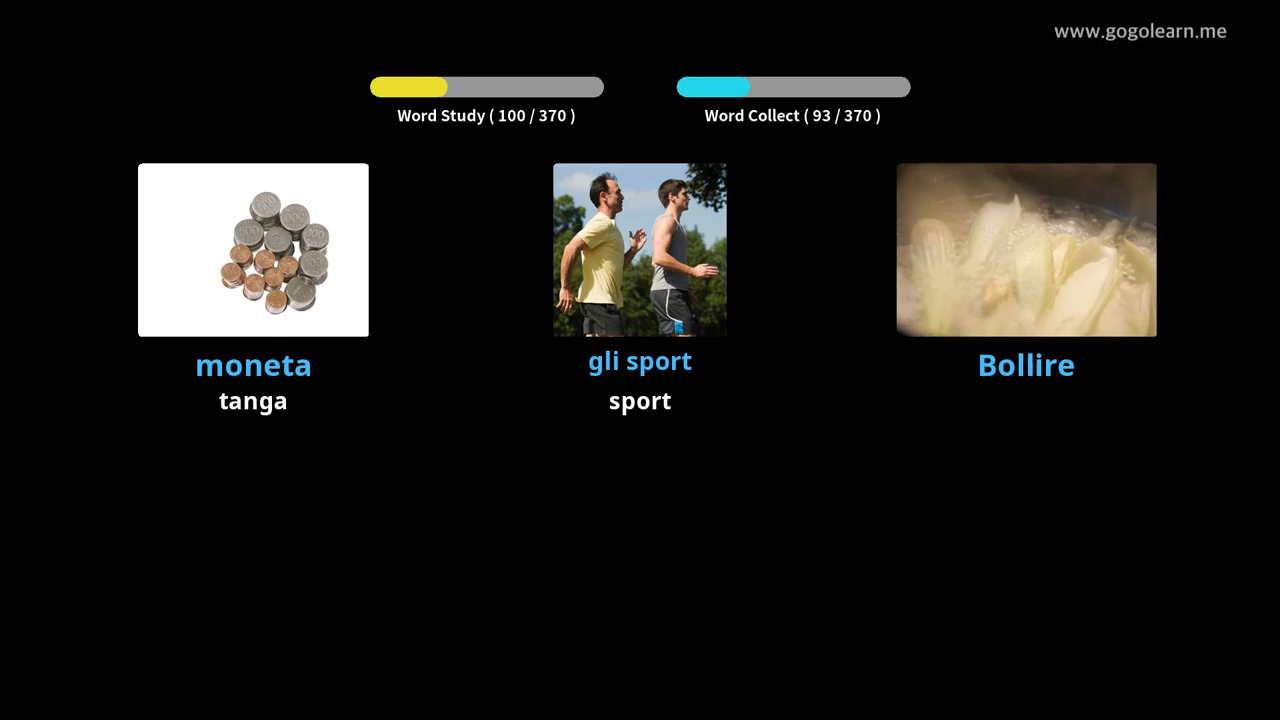 www.gogolearn.me
Word Study ( 100 / 370 )
Word Collect ( 93 / 370 )
moneta
tanga
gli sport
sport
Bollire